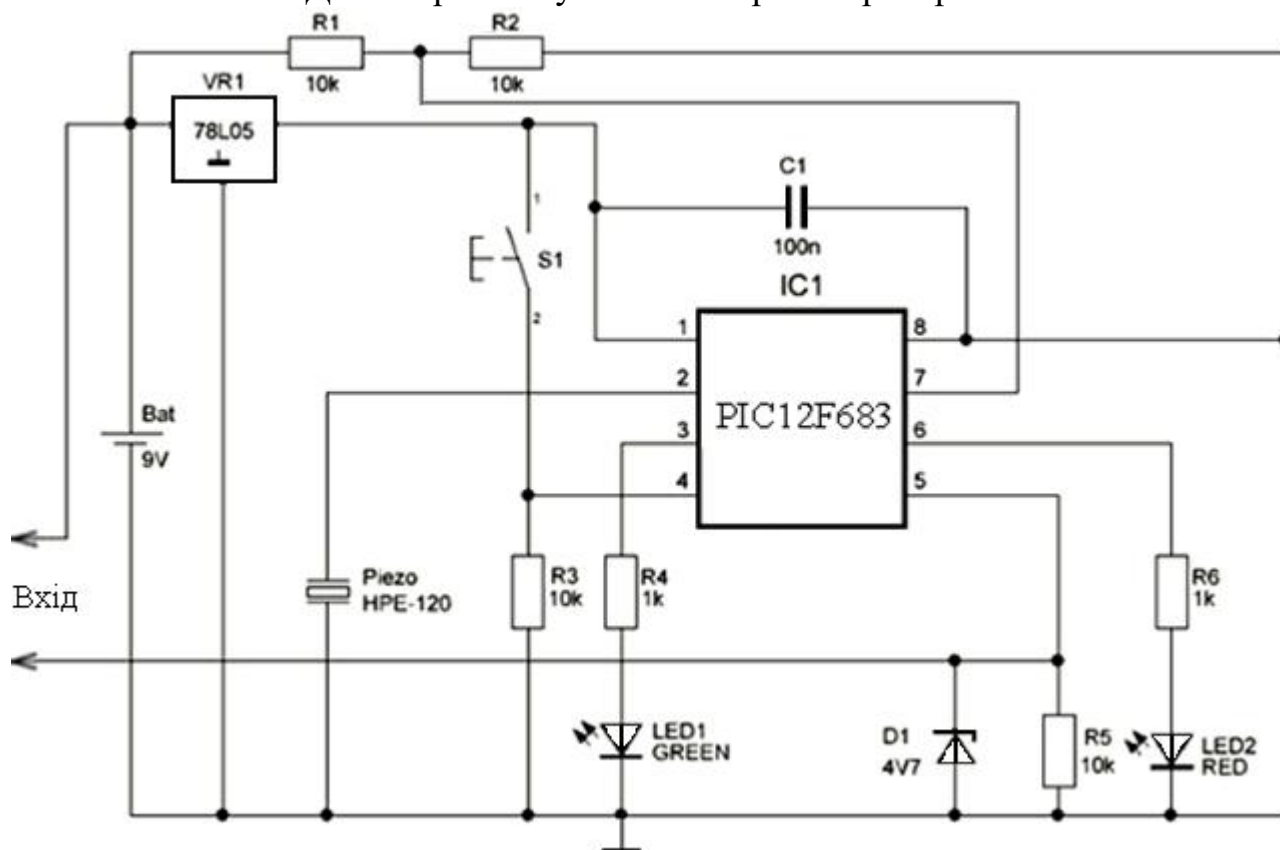 R1
R2
10k
10k
VR1
78L05
C1
100n
1
S1
2
IC1
PIC12F683
1
2
3
4
8
7
6
5
Bat
9V
Вхід
Piezo
HPE-120
R3
10k
R4
1k
R6
1k
LED1
GREEN
D1
4V7
R5
10k
LED2
RED